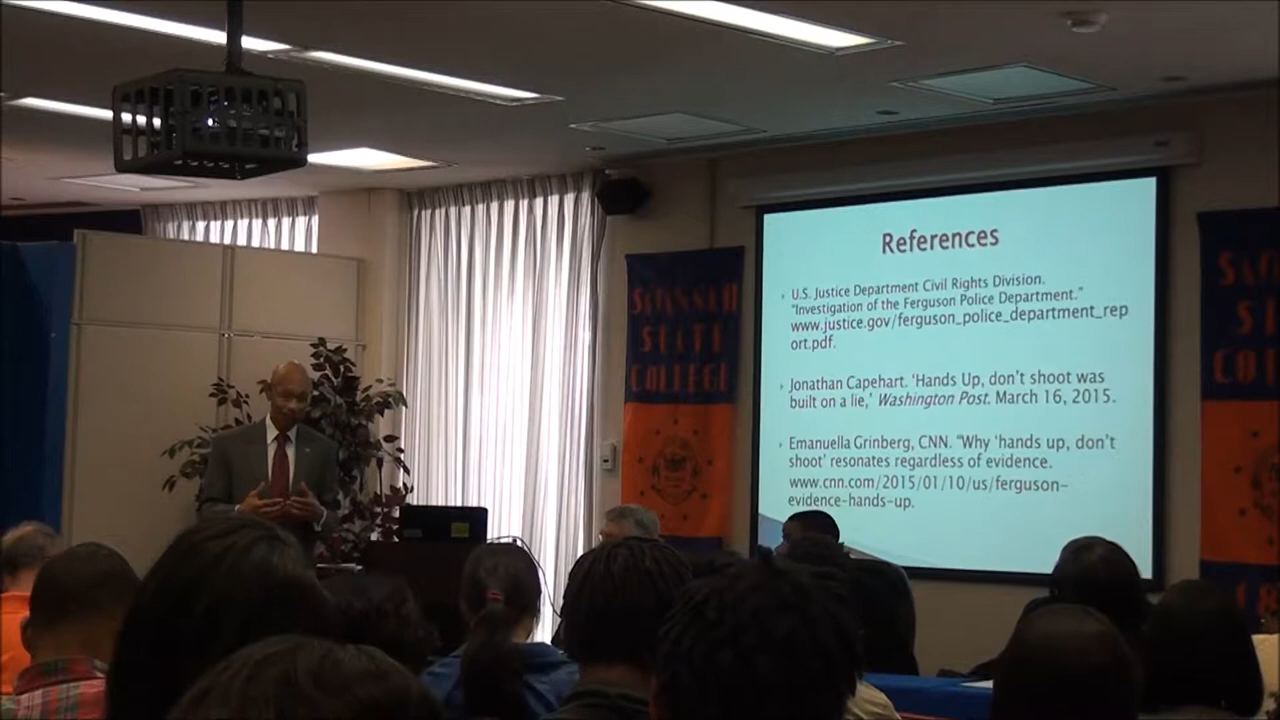 SAVANNAH
STATE
COLLEGE
References
U.S. Justice Department Civil Rights Division.
"Investigation of the Ferguson Police Department."
www.justice.gov/ferguson_police_department_rep
ort.pdf.
Jonathan Capehart. 'Hands Up, don't shoot was
built on a lie,' Washington Post. March 16, 2015.
Emanuella Grinberg, CNN. "Why 'hands up, don't
shoot' resonates regardless of evidence.
www.cnn.com/2015/01/10/us/ferguson-
evidence-hands-up.